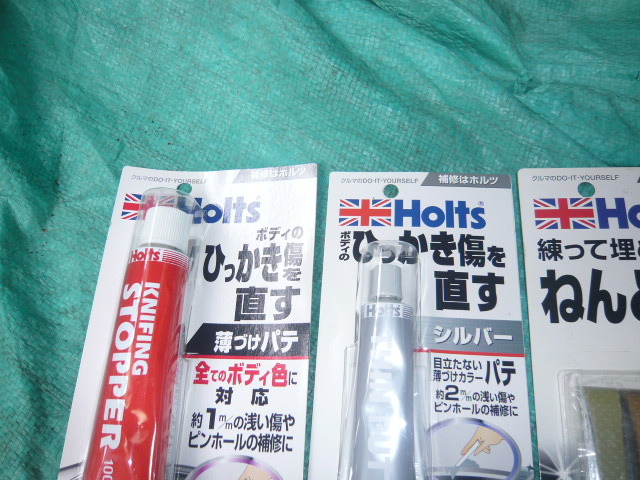 クルマのDO-IT-YOURSELF
補修はホルツ
Holts
ボディの
ひっかき傷を
直す
薄づけパテ
全てのボディ色に
対応
約1m/mの浅い傷や
ピンホールの補修に
Holts
KNIFING
STOPPER
100
クルマのDO-IT-YOURSELF
補修はホルツ
Holts®
ボディの
ひっかき傷を
直す
シルバー
目立たない
薄づけカラーパテ
約2m/mの浅い傷や
ピンホールの補修に
Holts
クルマのDO-IT-YOURSELF
練って埋め
ねん